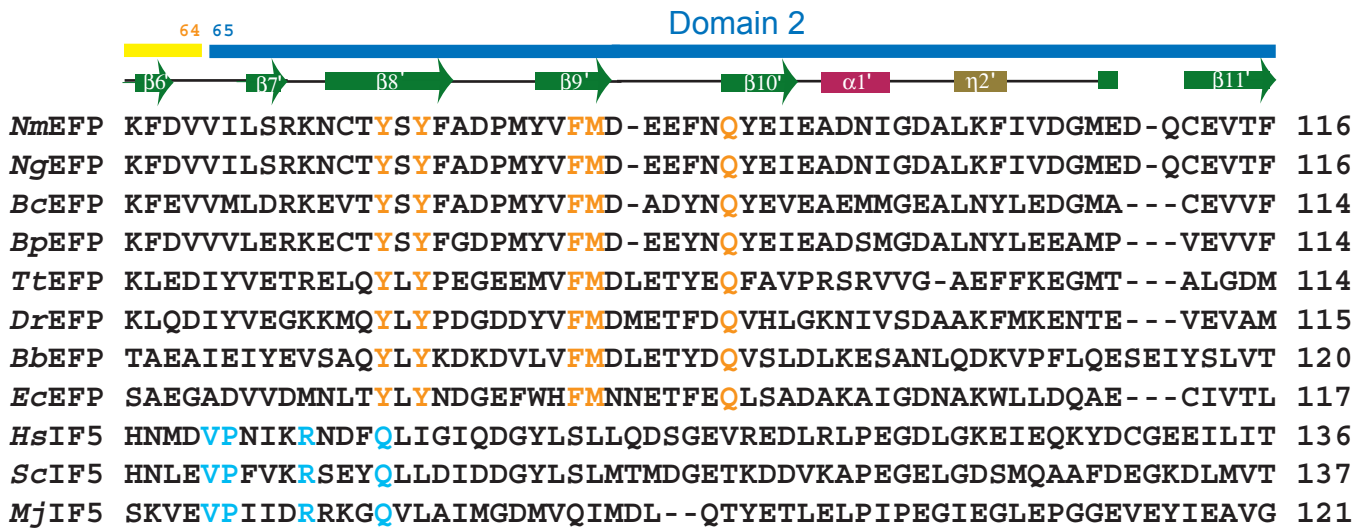 Domain 2
64 65
β6' β7' β8' β9' β10' α1' η2' β11'
NmEFP KFDVVILSRKNCTYSYFADPMYVFMD-EEFNQYEIEADNIGDALKFIVDGMED-QCEVTF 116
NgEFP KFDVVILSRKNCTYSYFADPMYVFMD-EEFNQYEIEADNIGDALKFIVDGMED-QCEVTF 116
BcEFP KFEVVMLDRKEVTYSYFADPMYVFMD-ADYNQYEVEAEMMGEALNYLEDGMA---CEVVF 114
BpEFP KFDVVVLERKECTYSYFGDPMYVFMD-EEYNQYEIEADSMGDALNYLEEAMP---VEVVF 114
TtEFP KLEDIYVETRELQYLYPEGEEMVFMDLETYEQFAVPRSRVVG-AEFFKEGMT---ALGDM 114
DrEFP KLQDIYVEGKKMQYLYPDGDDYVFMDMETFDQVHLGKNIVSDAAKFMKENTE---VEVAM 115
BbEFP TAEAIEIYEVSAQYLYKDKDVLVFMDLETYDQVSLDLKESANLQDKVPFLQESEIYSLVT 120
EcEFP SAEGADVVDMNLTYLYNDGEFWHFMNNETFEQLSADAKAIGDNAKWLLDQAE---CIVTL 117
HsIF5 HNMDVPNIKRNDFQLIGIQDGYLSLLQDSGEVREDLRLPEGDLGKEIEQKYDCGEEILIT 136
ScIF5 HNLEVPFVKRSEYQLLDIDDGYLSLMTMDGETKDDVKAPEGELGDSMQAAFDEGKDLMVT 137
MjIF5 SKVEVPIIDRRKGQVLAIMGDMVQIMDL--QTYETLELPIPEGIEGLEPGGEVEYIEAVG 121